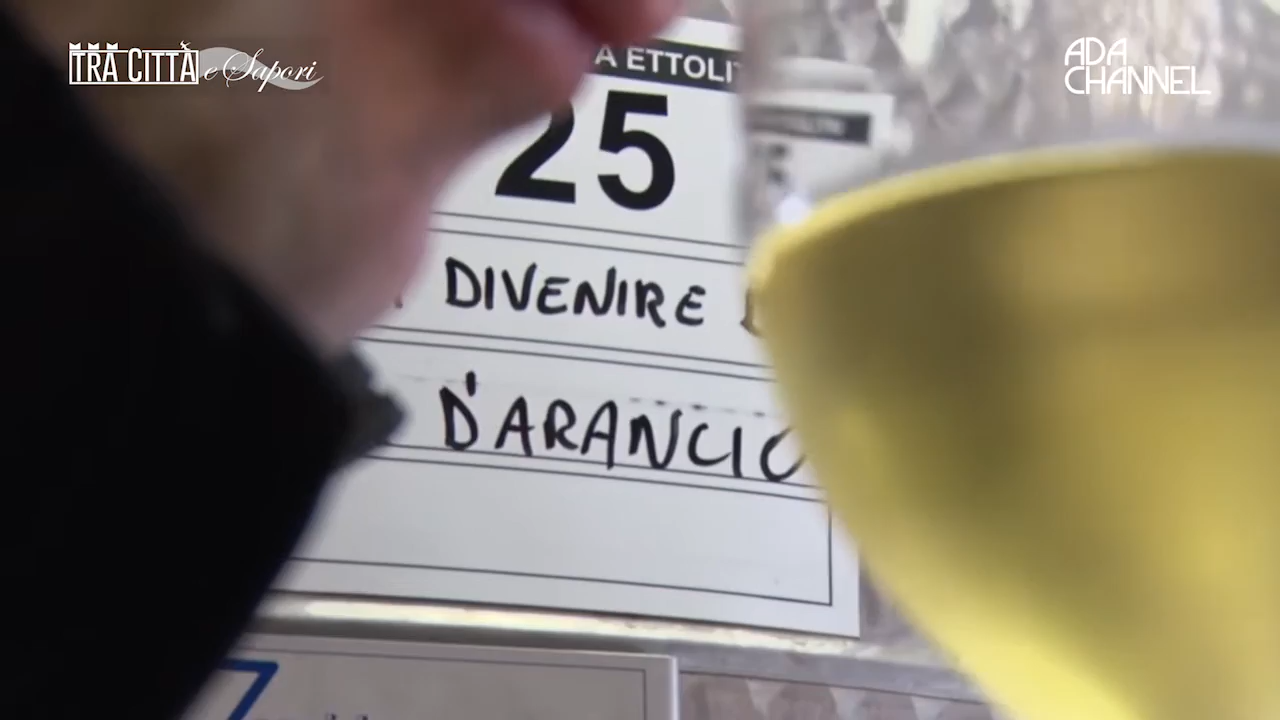 TRA CITTÀ e Sapori
ADA
CHANNEL
A ETTOLIT
25
DIVENIRE
D'ARANCIO